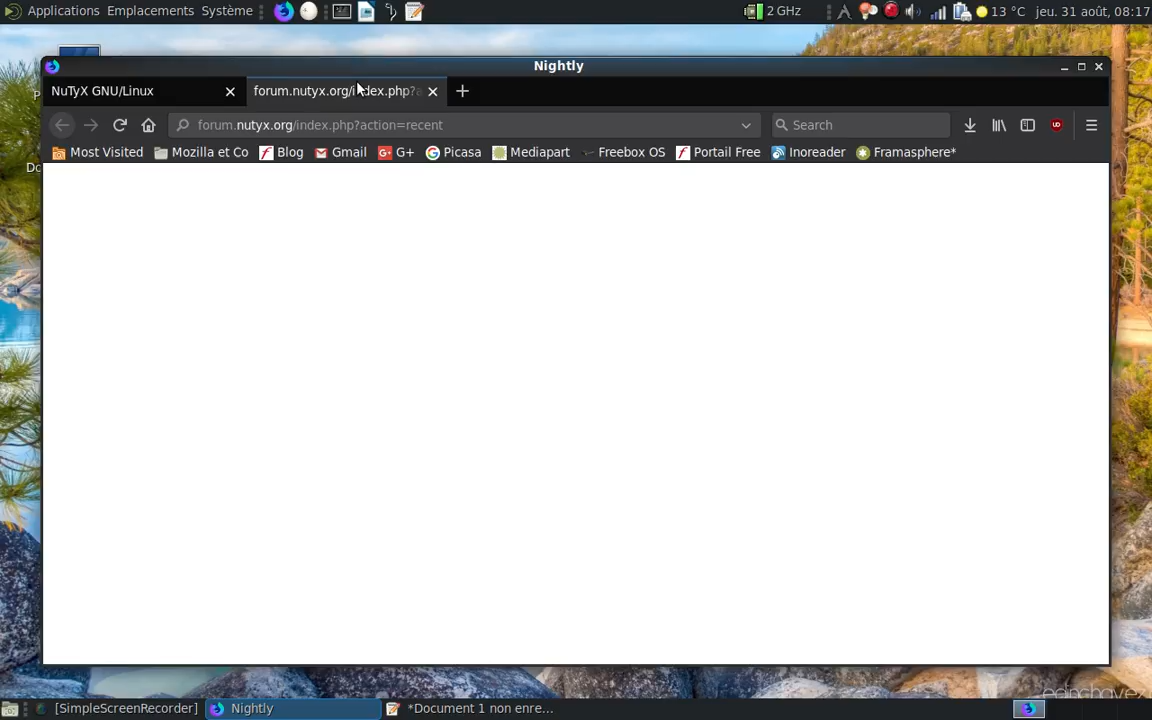 Applications Emplacements Système 2 GHz 13 °C jeu. 31 août, 08:17
Nightly
NuTyX GNU/Linux forum.nutyx.org/index.php?
forum.nutyx.org/index.php?action=recent Search
Most Visited Mozilla et Co Blog Gmail G+ Picasa Mediapart Freebox OS Portail Free Inoreader Framasphere*
[SimpleScreenRecorder] Nightly *Document 1 non enre...